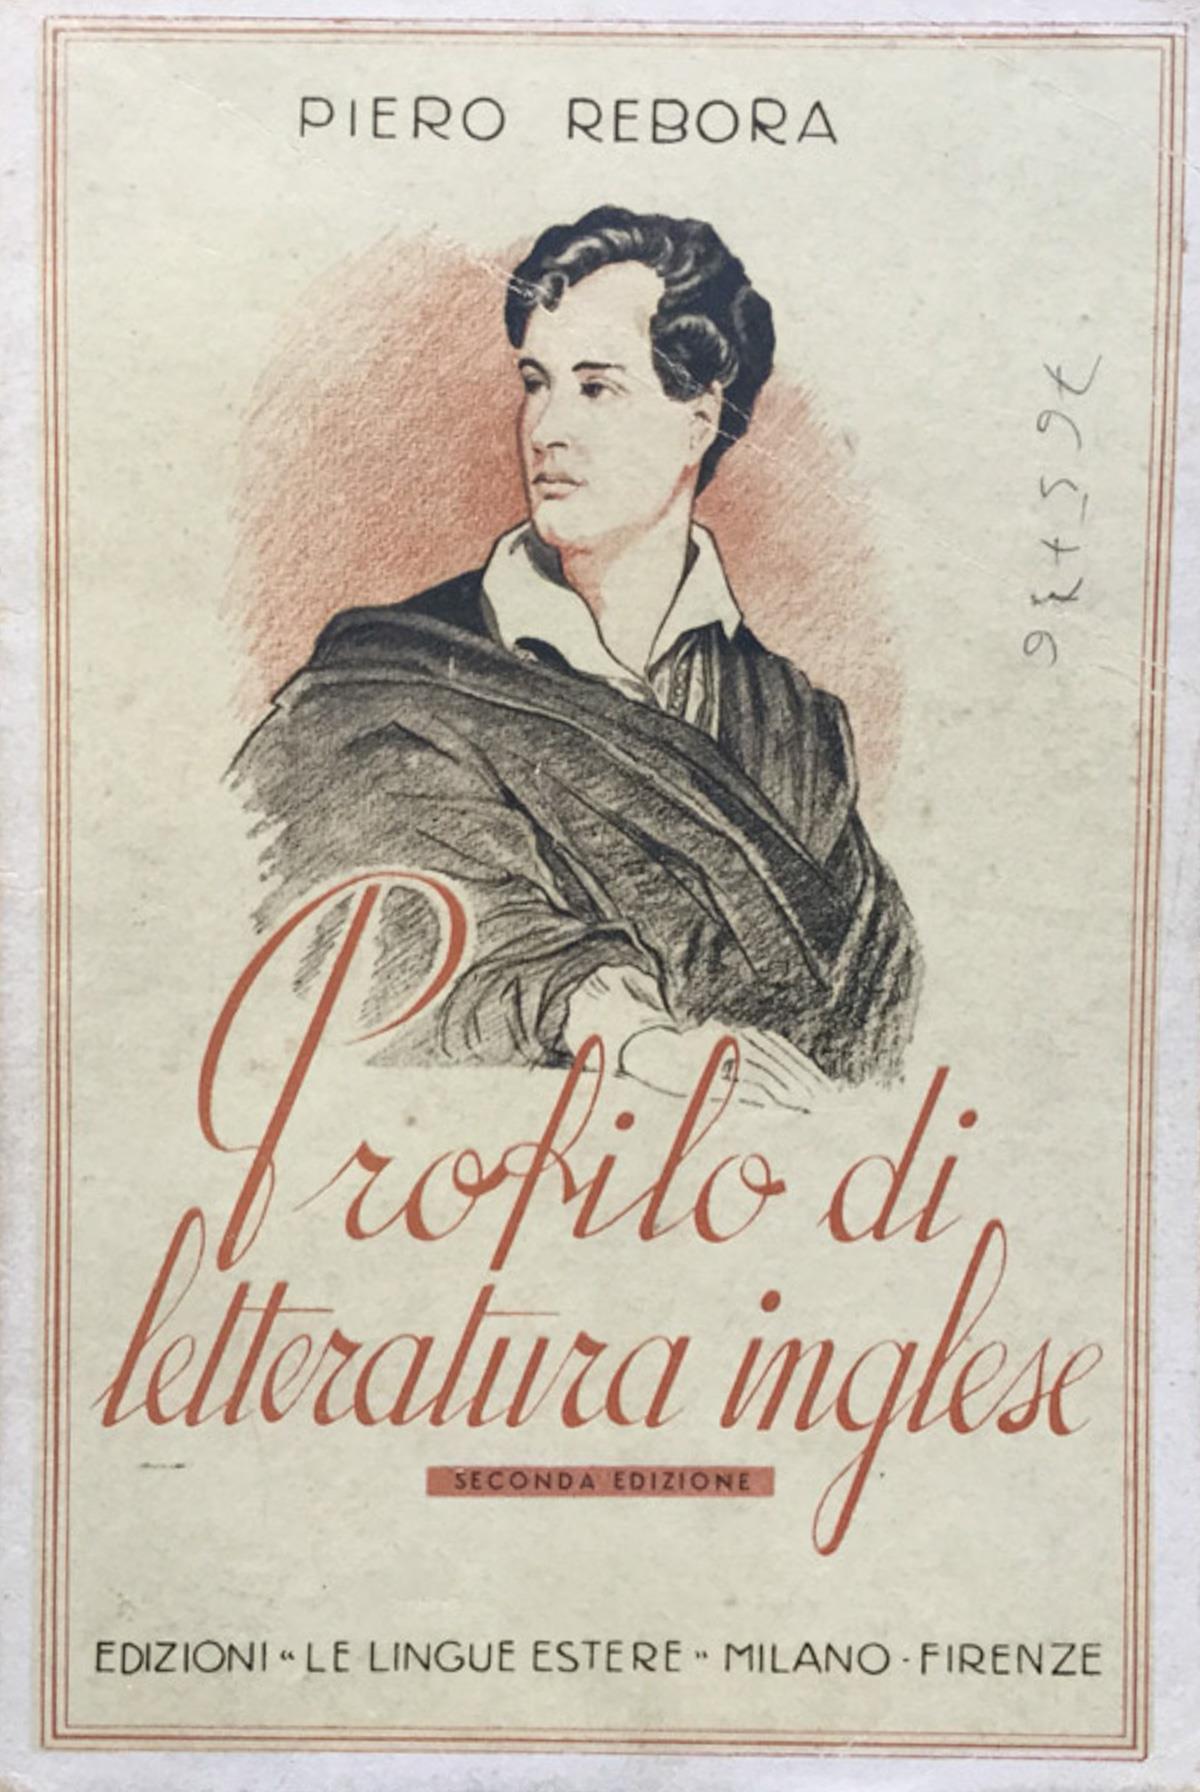 PIERO REBORA
Profilo di
letteratura inglese
SECONDA EDIZIONE
EDIZIONI “LE LINGUE ESTERE” MILANO - FIRENZE